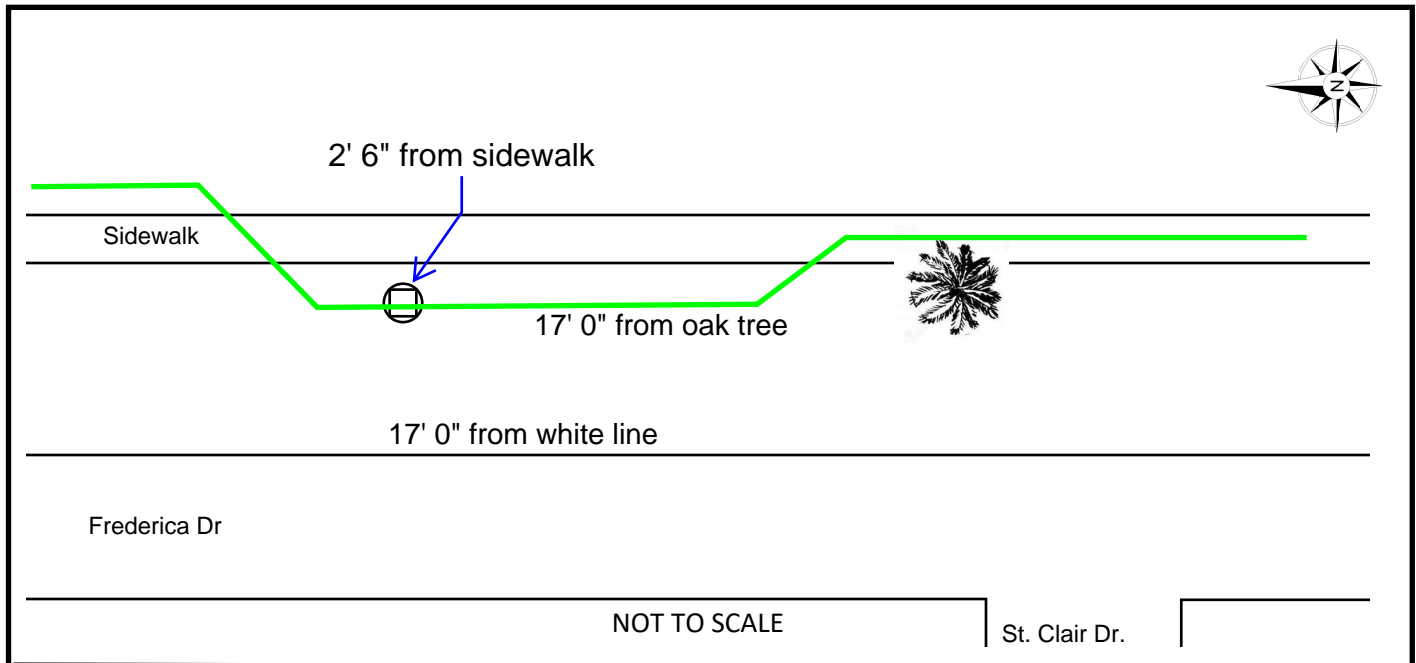 N
2' 6" from sidewalk
Sidewalk
17' 0" from oak tree
17' 0" from white line
Frederica Dr
NOT TO SCALE
St. Clair Dr.